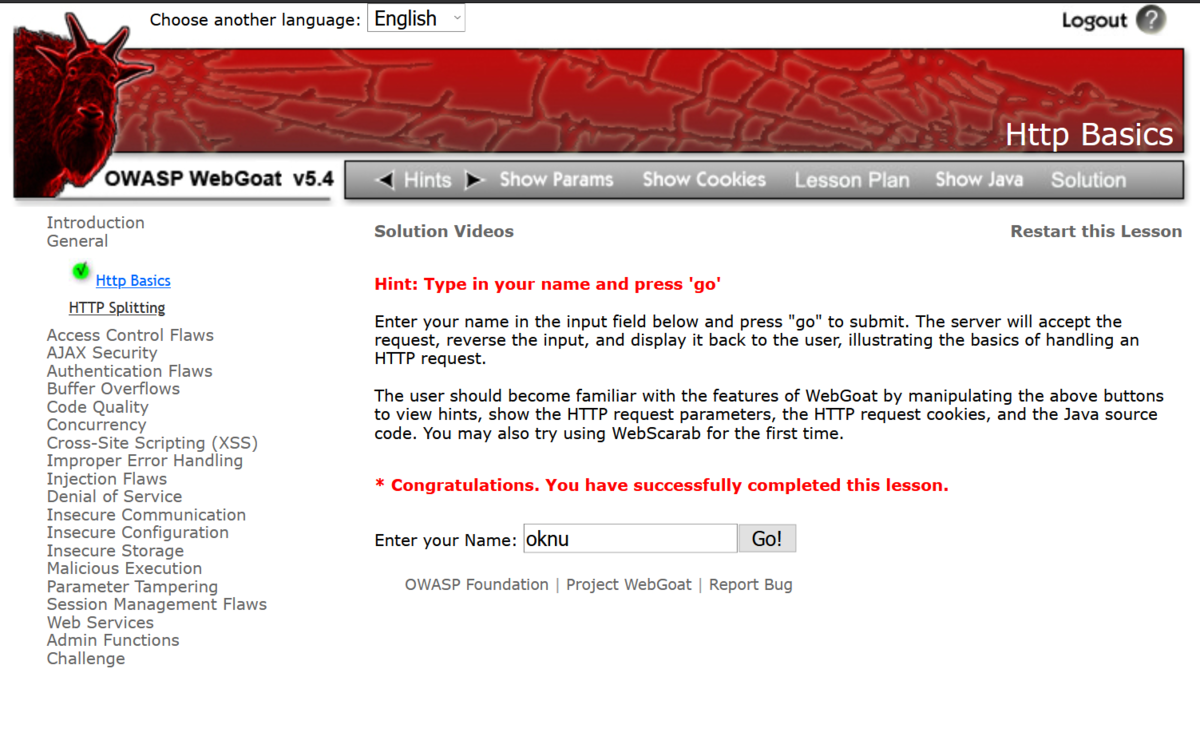 Choose another language: English
Logout ?
Http Basics
OWASP WebGoat v5.4
Hints Show Params Show Cookies Lesson Plan Show Java Solution
Introduction
General
Http Basics
HTTP Splitting
Access Control Flaws
AJAX Security
Authentication Flaws
Buffer Overflows
Code Quality
Concurrency
Cross-Site Scripting (XSS)
Improper Error Handling
Injection Flaws
Denial of Service
Insecure Communication
Insecure Configuration
Insecure Storage
Malicious Execution
Parameter Tampering
Session Management Flaws
Web Services
Admin Functions
Challenge
Solution Videos
Restart this Lesson
Hint: Type in your name and press 'go'
Enter your name in the input field below and press "go" to submit. The server will accept the
request, reverse the input, and display it back to the user, illustrating the basics of handling an
HTTP request.
The user should become familiar with the features of WebGoat by manipulating the above buttons
to view hints, show the HTTP request parameters, the HTTP request cookies, and the Java source
code. You may also try using WebScarab for the first time.
* Congratulations. You have successfully completed this lesson.
Enter your Name: oknu Go!
OWASP Foundation | Project WebGoat | Report Bug